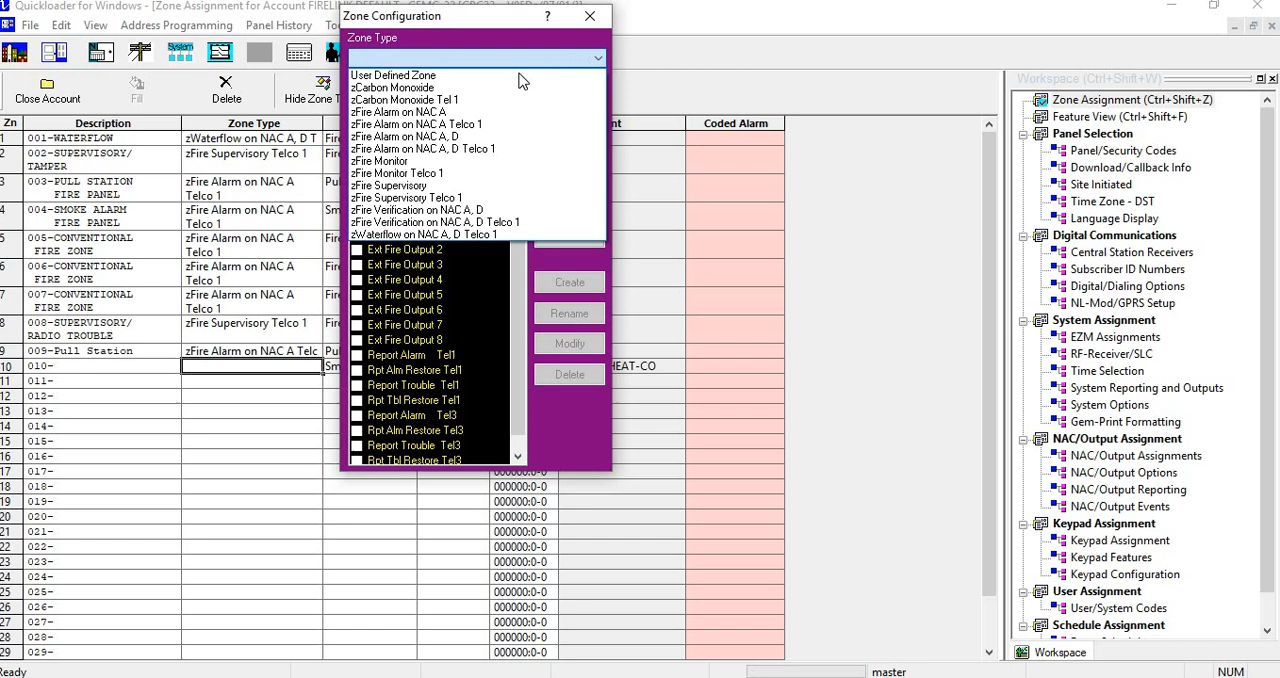 Quickloader for Windows - [Zone Assignment for Account FIRELINK
Zone Configuration
?
File Edit View Address Programming Panel History
Zone Type
System
Close Account
Fill
Delete
Hide Zone
Zn Description Zone Type Coded Alarm
1 001-WATERFLOW zWaterflow on NAC A, D T
2 002-SUPERVISORY/ TAMPER zFire Supervisory Telco 1
3 003-PULL STATION FIRE PANEL zFire Alarm on NAC A Telco 1
4 004-SMOKE ALARM FIRE PANEL zFire Alarm on NAC A Telco 1
5 005-CONVENTIONAL FIRE ZONE zFire Alarm on NAC A Telco 1
6 006-CONVENTIONAL FIRE ZONE zFire Alarm on NAC A Telco 1
7 007-CONVENTIONAL FIRE ZONE zFire Alarm on NAC A Telco 1
8 008-SUPERVISORY/ RADIO TROUBLE zFire Supervisory Telco 1
9 009-Pull Station zFire Alarm on NAC A Telc
10 010- HEAT-CO
11 011-
12 012-
13 013-
14 014-
15 015-
16 016-
17 017- 000000:0-0
18 018- 000000:0-0
19 019- 000000:0-0
20 020- 000000:0-0
21 021- 000000:0-0
22 022- 000000:0-0
23 023- 000000:0-0
24 024- 000000:0-0
25 025- 000000:0-0
26 026- 000000:0-0
27 027- 000000:0-0
28 028- 000000:0-0
29 029- 000000:0-0
User Defined Zone
zCarbon Monoxide
zCarbon Monoxide Tel 1
zFire Alarm on NAC A
zFire Alarm on NAC A Telco 1
zFire Alarm on NAC A, D
zFire Alarm on NAC A, D Telco 1
zFire Monitor
zFire Monitor Telco 1
zFire Supervisory
zFire Supervisory Telco 1
zFire Verification on NAC A, D
zFire Verification on NAC A, D Telco 1
zWaterflow on NAC A, D Telco 1
Ext Fire Output 2
Ext Fire Output 3
Ext Fire Output 4
Ext Fire Output 5
Ext Fire Output 6
Ext Fire Output 7
Ext Fire Output 8
Report Alarm Tel1
Rpt Alm Restore Tel1
Report Trouble Tel1
Rpt Tbl Restore Tel1
Report Alarm Tel3
Rpt Alm Restore Tel3
Report Trouble Tel3
Rpt Tbl Restore Tel3
Create
Rename
Modify
Delete
Workspace (Ctrl+Shift+W)
Zone Assignment (Ctrl+Shift+Z)
Feature View (Ctrl+Shift+F)
Panel Selection
Panel/Security Codes
Download/Callback Info
Site Initiated
Time Zone - DST
Language Display
Digital Communications
Central Station Receivers
Subscriber ID Numbers
Digital/Dialing Options
NL-Mod/GPRS Setup
System Assignment
EZM Assignments
RF-Receiver/SLC
Time Selection
System Reporting and Outputs
System Options
Gem-Print Formatting
NAC/Output Assignment
NAC/Output Assignments
NAC/Output Options
NAC/Output Reporting
NAC/Output Events
Keypad Assignment
Keypad Assignment
Keypad Features
Keypad Configuration
User Assignment
User/System Codes
Schedule Assignment
Workspace
Ready
master
NUM